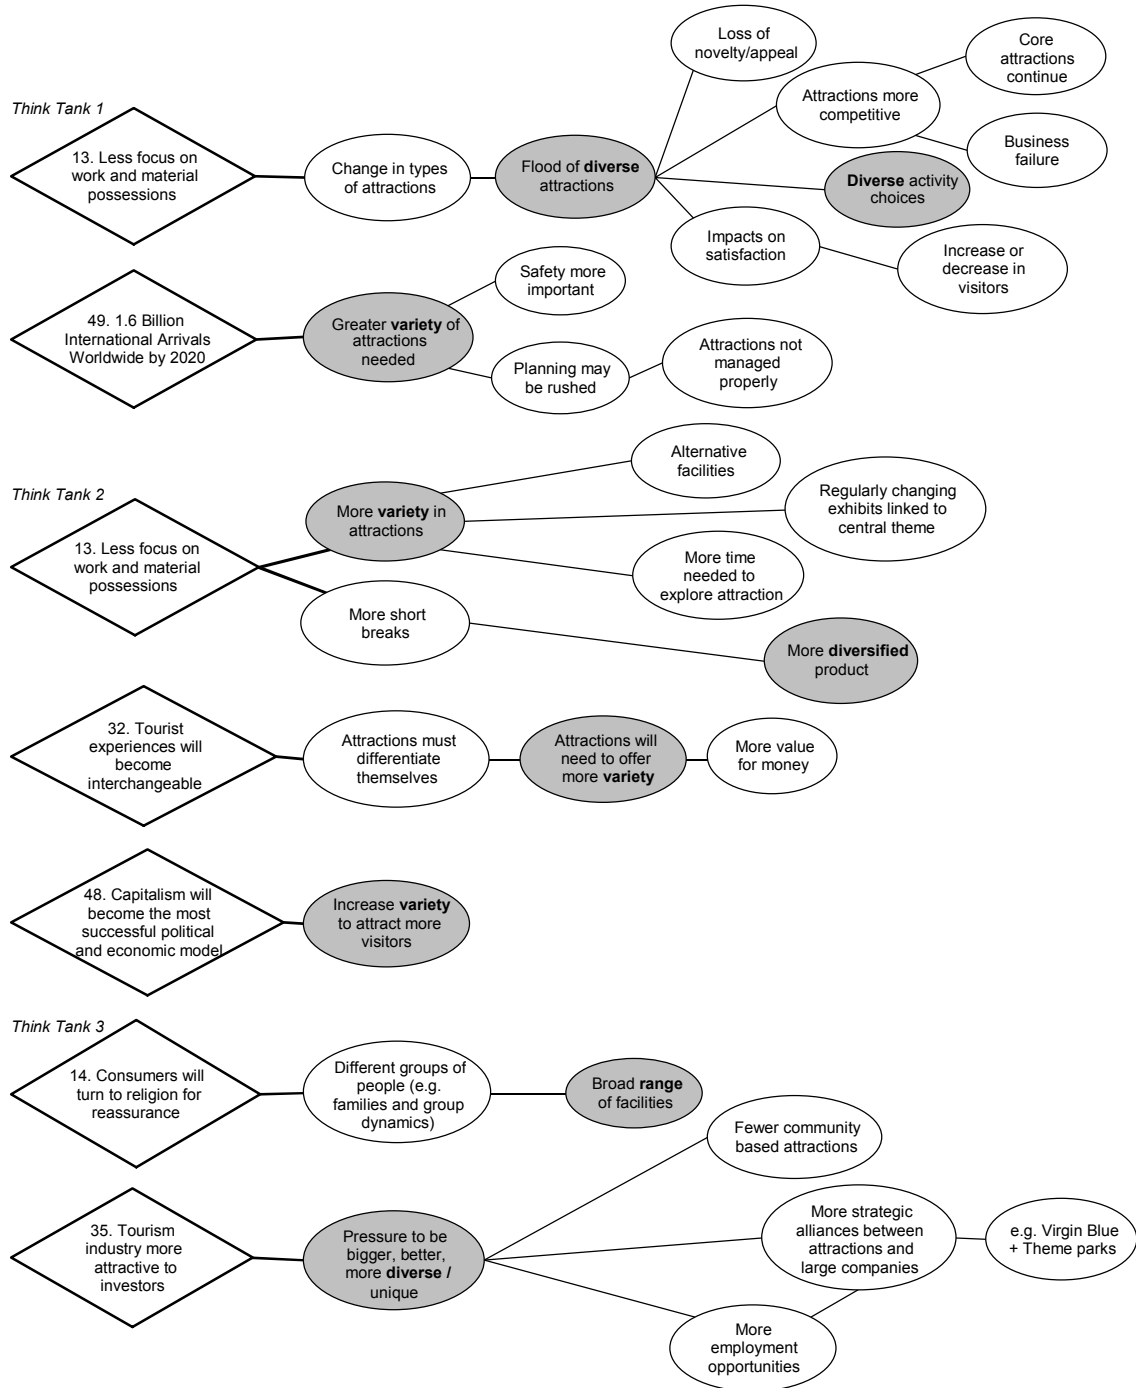 Think Tank 1
13. Less focus on
work and material
possessions
Change in types
of attractions
Flood of diverse
attractions
Loss of
novelty/appeal
Attractions more
competitive
Core
attractions
continue
Business
failure
Diverse activity
choices
Impacts on
satisfaction
Increase or
decrease in
visitors
49. 1.6 Billion
International Arrivals
Worldwide by 2020
Greater variety of
attractions
needed
Safety more
important
Planning may
be rushed
Attractions not
managed
properly
Think Tank 2
13. Less focus on
work and material
possessions
More variety in
attractions
Alternative
facilities
Regularly changing
exhibits linked to
central theme
More time
needed to
explore attraction
More short
breaks
More diversified
product
32. Tourist
experiences will
become
interchangeable
Attractions must
differentiate
themselves
Attractions will
need to offer
more variety
More value
for money
48. Capitalism will
become the most
successful political
and economic model
Increase variety
to attract more
visitors
Think Tank 3
14. Consumers will
turn to religion for
reassurance
Different groups of
people (e.g.
families and group
dynamics)
Broad range
of facilities
35. Tourism
industry more
attractive to
investors
Pressure to be
bigger, better,
more diverse /
unique
Fewer community
based attractions
More strategic
alliances between
attractions and
large companies
e.g. Virgin Blue
+ Theme parks
More
employment
opportunities